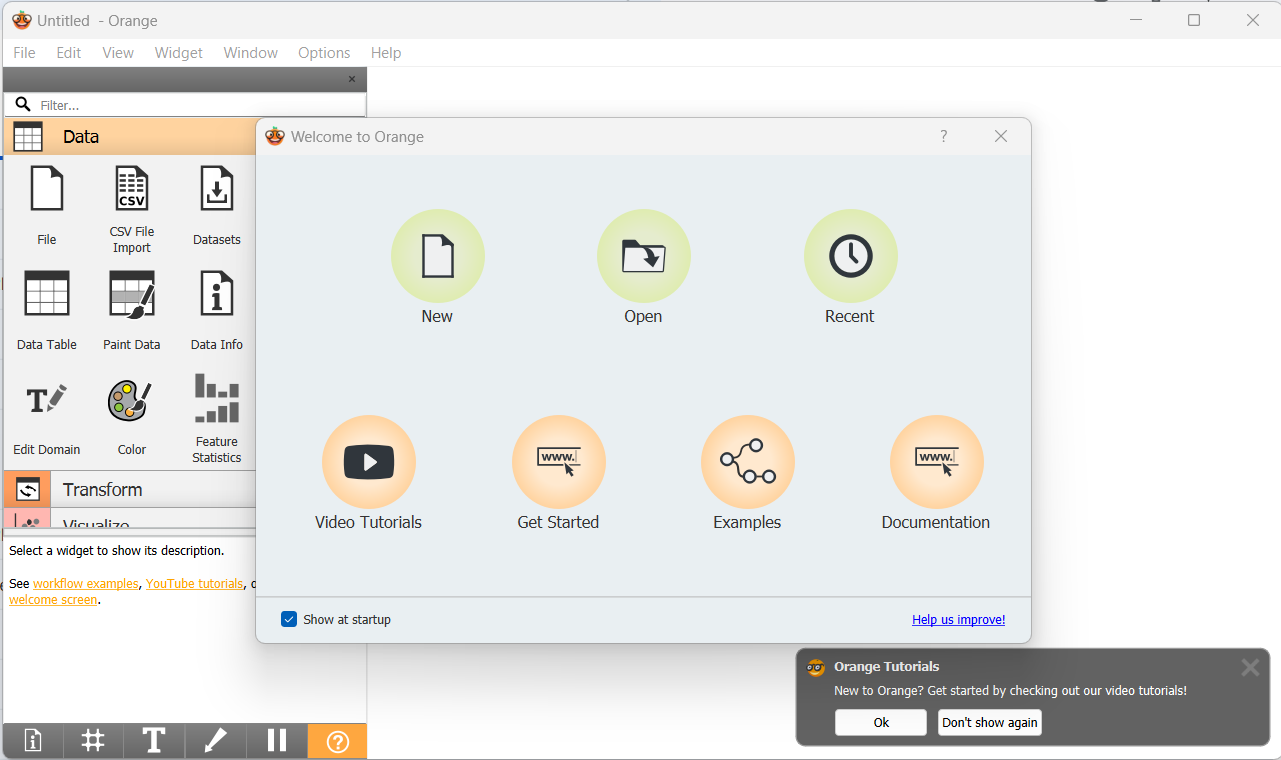 Untitled - Orange
File Edit View Widget Window Options Help
Filter...
Data
File
CSV
CSV File
Import
Datasets
Data Table
Paint Data
Data Info
T
Edit Domain
Color
Feature
Statistics
Transform
Visualize
Select a widget to show its description.
See workflow examples, YouTube tutorials,
welcome screen.
T
Welcome to Orange
?
New
Open
Recent
Video Tutorials
www.
Get Started
Examples
www.
Documentation
Show at startup
Help us improve!
Orange Tutorials
New to Orange? Get started by checking out our video tutorials!
Ok
Don't show again